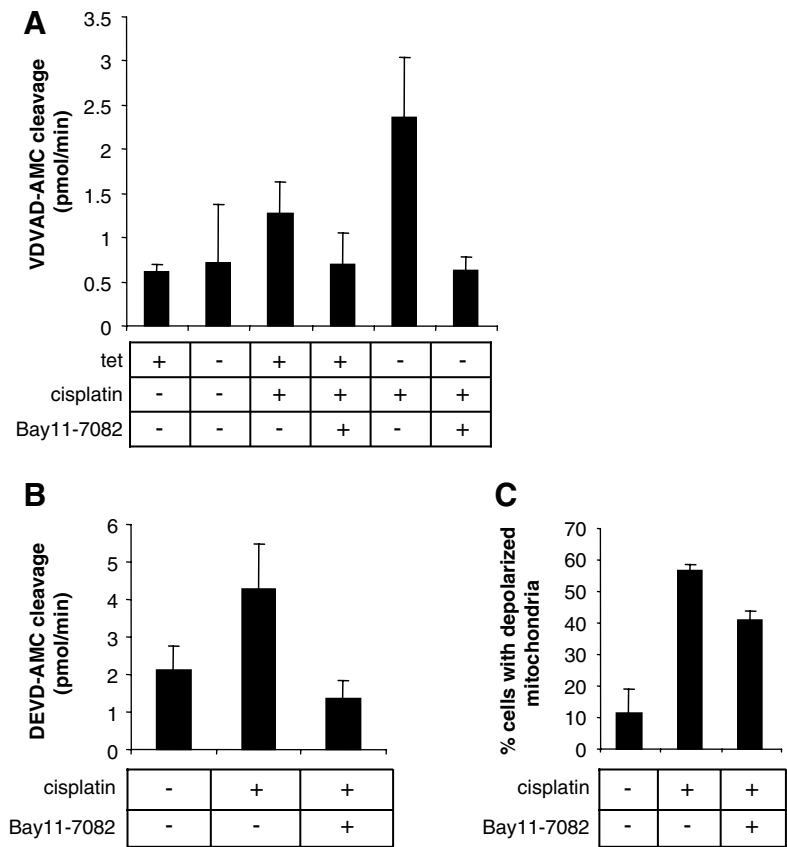 A
VDVAD-AMC cleavage
(pmol/min)
3.5
3
2.5
2
1.5
1
0.5
0
tet + - + + - -
cisplatin - - + + + +
Bay11-7082 - - - + - +
B
DEVD-AMC cleavage
(pmol/min)
6
5
4
3
2
1
0
cisplatin - + +
Bay11-7082 - - +
C
% cells with depolarized
mitochondria
70
60
50
40
30
20
10
0
cisplatin - + +
Bay11-7082 - - +